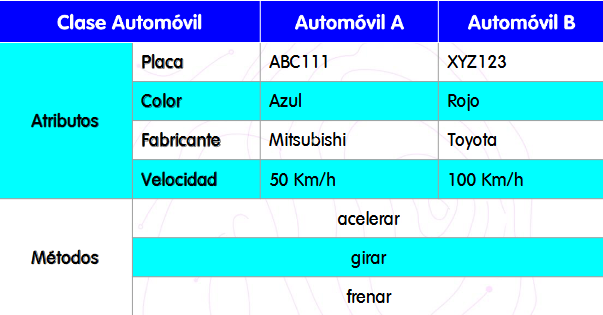 Clase Automóvil Automóvil A Automóvil B
Placa ABC111 XYZ123
Color Azul Rojo
Atributos
Fabricante Mitsubishi Toyota
Velocidad 50 Km/h 100 Km/h
acelerar
Métodos girar
frenar